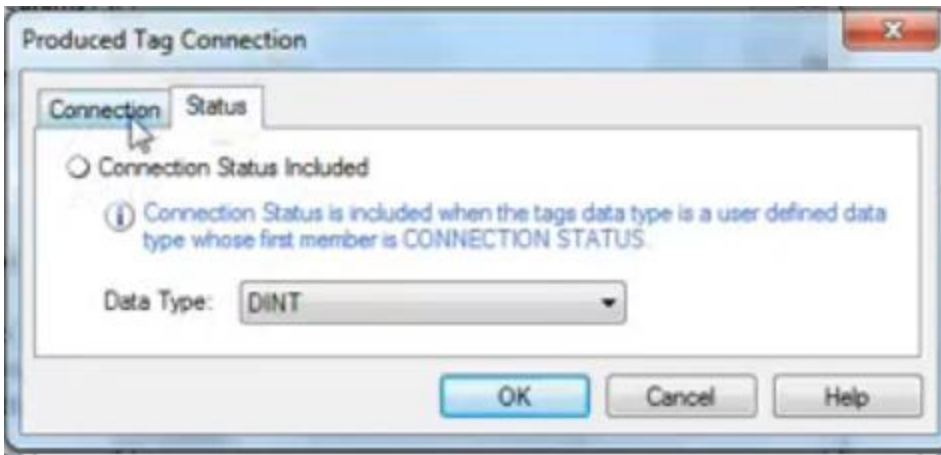 Produced Tag Connection
Connection
Status
Connection Status Included
Connection Status is included when the tags data type is a user defined data
type whose first member is CONNECTION STATUS.
Data Type:
DINT
OK
Cancel
Help